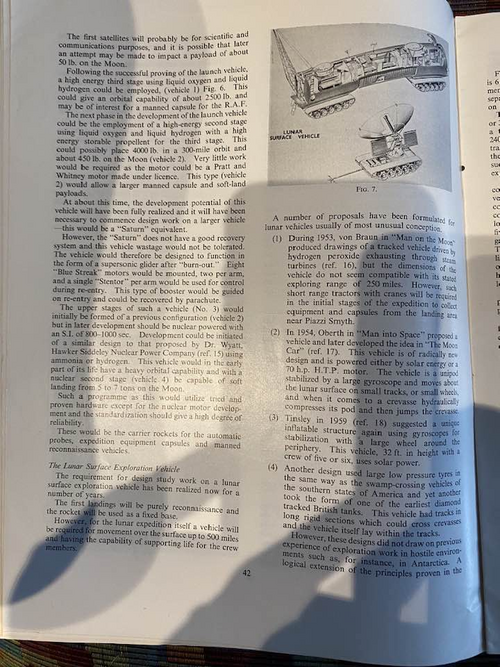 The first satellites will probably be for scientific and
communications purposes, and it is possible that later
an attempt may be made to impact a payload of about
50 lb. on the Moon.
Following the successful proving of the launch vehicle,
a high energy third stage using liquid oxygen and liquid
hydrogen could be employed, (vehicle 1) Fig. 6. This
could give an orbital capability of about 2500 lb. and
may be of interest for a manned capsule for the R.A.F.
The next phase in the development of the launch vehicle
could be the employment of a high-energy second stage
using liquid oxygen and liquid hydrogen with a high
energy storable propellent for the third stage. This
could possibly place 4000 lb. in a 300-mile orbit and
about 450 lb. on the Moon (vehicle 2). Very little work
would be required as the motor could be a Pratt and
Whitney motor made under licence. This type (vehicle
2) would allow a larger manned capsule and soft-land
payloads.
At about this time, the development potential of this
vehicle will have been fully realized and it will have been
necessary to commence design work on a larger vehicle
—this would be a "Saturn" equivalent.
However, the "Saturn" does not have a good recovery
system and this vehicle wastage would not be tolerated.
The vehicle would therefore be designed to function in
the form of a supersonic glider after "burn-out." Eight
"Blue Streak" motors would be mounted, two per arm,
and a single "Stentor" per arm would be used for control
during re-entry. This type of booster would be guided
on re-entry and could be recovered by parachute.
The upper stages of such a vehicle (No. 3) would
initially be formed of a previous configuration (vehicle 2)
but in later development should be nuclear powered with
an S.I. of 800–1000 sec. Development could be initiated
of a similar design to that proposed by Dr. Wyatt,
Hawker Siddeley Nuclear Power Company (ref. 15) using
ammonia or hydrogen. This vehicle would in the early
part of its life have a heavy orbital capability and with a
nuclear second stage (vehicle 4) be capable of soft
landing from 5 to 7 tons on the Moon.
Such a programme as this would utilize tried and
proven hardware except for the nuclear motor develop-
ment and the standardization should give a high degree of
reliability.
These would be the carrier rockets for the automatic
probes, expedition equipment capsules and manned
reconnaissance vehicles.
The Lunar Surface Exploration Vehicle
The requirement for design study work on a lunar
surface exploration vehicle has been realized now for a
number of years.
The first landings will be purely reconnaissance and
the rocket will be used as a fixed base.
However, for the lunar expedition itself a vehicle will
be required for movement over the surface up to 500 miles
and having the capability of supporting life for the crew
members.
LUNAR
SURFACE VEHICLE
FIG. 7.
A number of proposals have been formulated for
lunar vehicles usually of most unusual conception.
(1) During 1953, von Braun in "Man on the Moon"
produced drawings of a tracked vehicle driven by
hydrogen peroxide exhausting through steam
turbines (ref. 16), but the dimensions of the
vehicle do not seem compatible with its stated
exploring range of 250 miles. However, such
short range tractors with cranes will be required
in the initial stages of the expedition to collect
equipment and capsules from the landing area
near Piazzi Smyth.
(2) In 1954, Oberth in "Man into Space" proposed a
vehicle and later developed the idea in "The Moon
Car" (ref. 17). This vehicle is of radically new
design and is powered either by solar energy or a
70 h.p. H.T.P. motor. The vehicle is a unipod
stabilized by a large gyroscope and moves about
the lunar surface on small tracks, or small wheels,
and when it comes to a crevasse hydraulically
compresses its pod and then jumps the crevasse.
(3) Tinsley in 1959 (ref. 18) suggested a unique
inflatable structure again using gyroscopes for
stabilization with a large wheel around the
periphery. This vehicle, 32 ft. in height with a
crew of five or six, uses solar power.
(4) Another design used large low pressure tyres in
the same way as the swamp-crossing vehicles of
the southern states of America and yet another
took the form of one of the earliest diamond
tracked British tanks. This vehicle had tracks in
long rigid sections which could cross crevasses
and the vehicle itself lay within the tracks.
However, these designs did not draw on previous
experience of exploration work in hostile environ-
ments such as, for instance, in Antarctica. A
logical extension of the principles proven in the
42